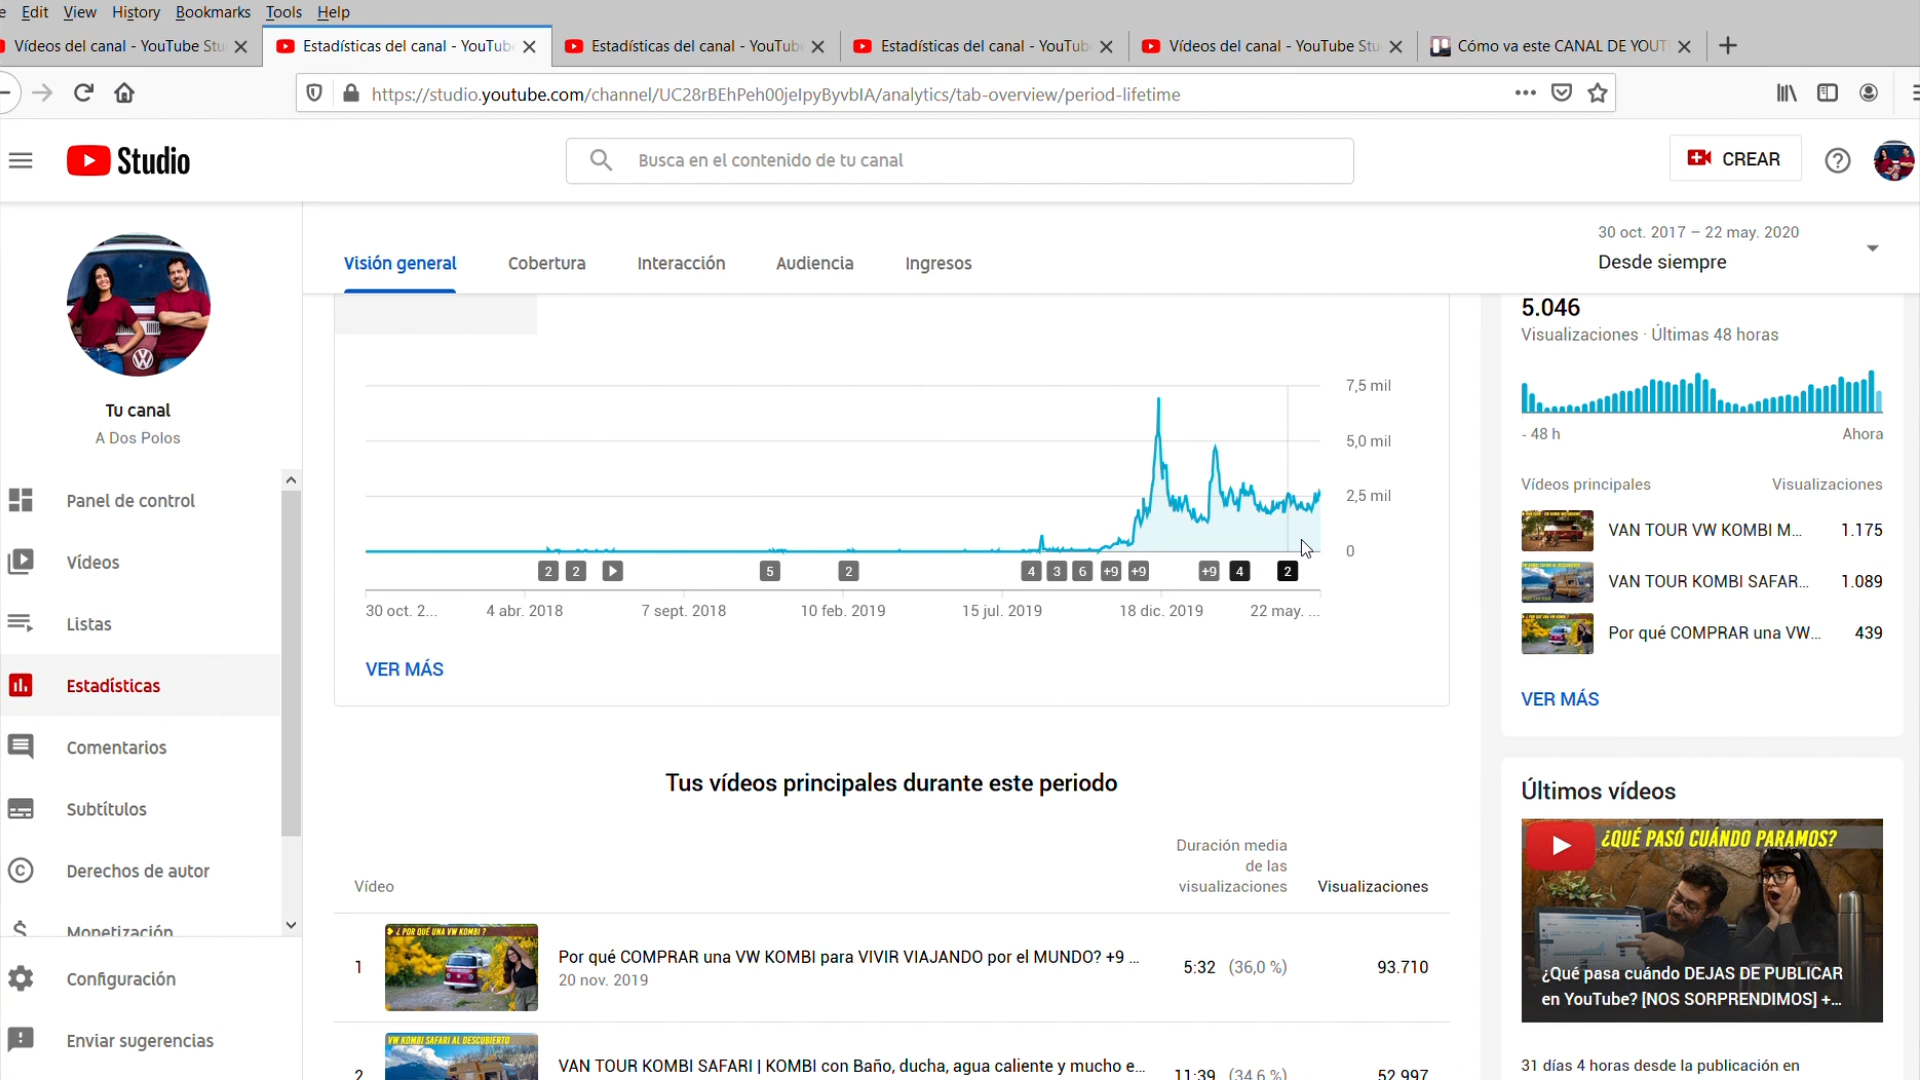 Edit View History Bookmarks Tools Help
Vídeos del canal - YouTube Stu
Estadísticas del canal - YouTub
Estadísticas del canal - YouTub
Estadísticas del canal - YouTub
Vídeos del canal - YouTube Stu
Cómo va este CANAL DE YOUT
https://studio.youtube.com/channel/UC28rBEhPeh00jeIpyByvbIA/analytics/tab-overview/period-lifetime
Studio
Busca en el contenido de tu canal
CREAR
Tu canal
A Dos Polos
Panel de control
Vídeos
Listas
Estadísticas
Comentarios
Subtítulos
Derechos de autor
Monetización
Configuración
Enviar sugerencias
Visión general
Cobertura
Interacción
Audiencia
Ingresos
30 oct. 2017 – 22 may. 2020
Desde siempre
7,5 mil
5,0 mil
2,5 mil
0
2 2 5 2 4 3 6 +9 +9 +9 4 2
30 oct. 2... 4 abr. 2018 7 sept. 2018 10 feb. 2019 15 jul. 2019 18 dic. 2019 22 may. ...
VER MÁS
Tus vídeos principales durante este periodo
Vídeo
Duración media
de las
visualizaciones
Visualizaciones
1
¿ POR QUÉ UNA VW KOMBI ?
Por qué COMPRAR una VW KOMBI para VIVIR VIAJANDO por el MUNDO? +9 ...
20 nov. 2019
5:32 (36,0 %)
93.710
2
VW KOMBI SAFARI AL DESCUBIERTO
VAN TOUR KOMBI SAFARI | KOMBI con Baño, ducha, agua caliente y mucho e...
11:39 (34,6 %)
52.997
5.046
Visualizaciones · Últimas 48 horas
- 48 h
Ahora
Vídeos principales
Visualizaciones
VAN TOUR VW KOMBI M... 1.175
VAN TOUR KOMBI SAFAR... 1.089
Por qué COMPRAR una VW... 439
VER MÁS
Últimos vídeos
¿QUÉ PASÓ CUÁNDO PARAMOS?
¿Qué pasa cuándo DEJAS DE PUBLICAR
en YouTube? [NOS SORPRENDIMOS] +...
31 días 4 horas desde la publicación en